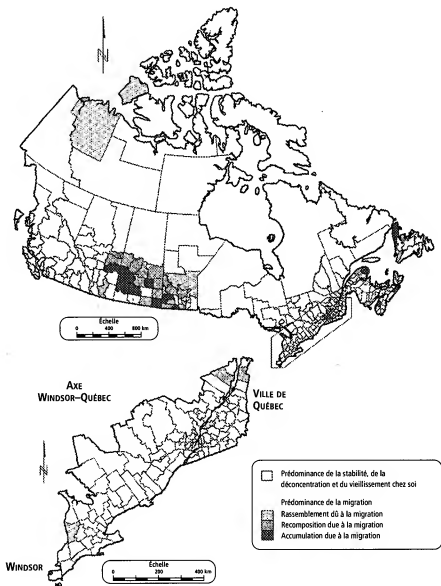 Échelle
0 400 800 km
AXE
WINDSOR–QUÉBEC
VILLE DE
QUÉBEC
WINDSOR
Échelle
0 200 400 km
Prédominance de la stabilité, de la
déconcentration et du vieillissement chez soi
Prédominance de la migration
Rassemblement dû à la migration
Recomposition due à la migration
Accumulation due à la migration